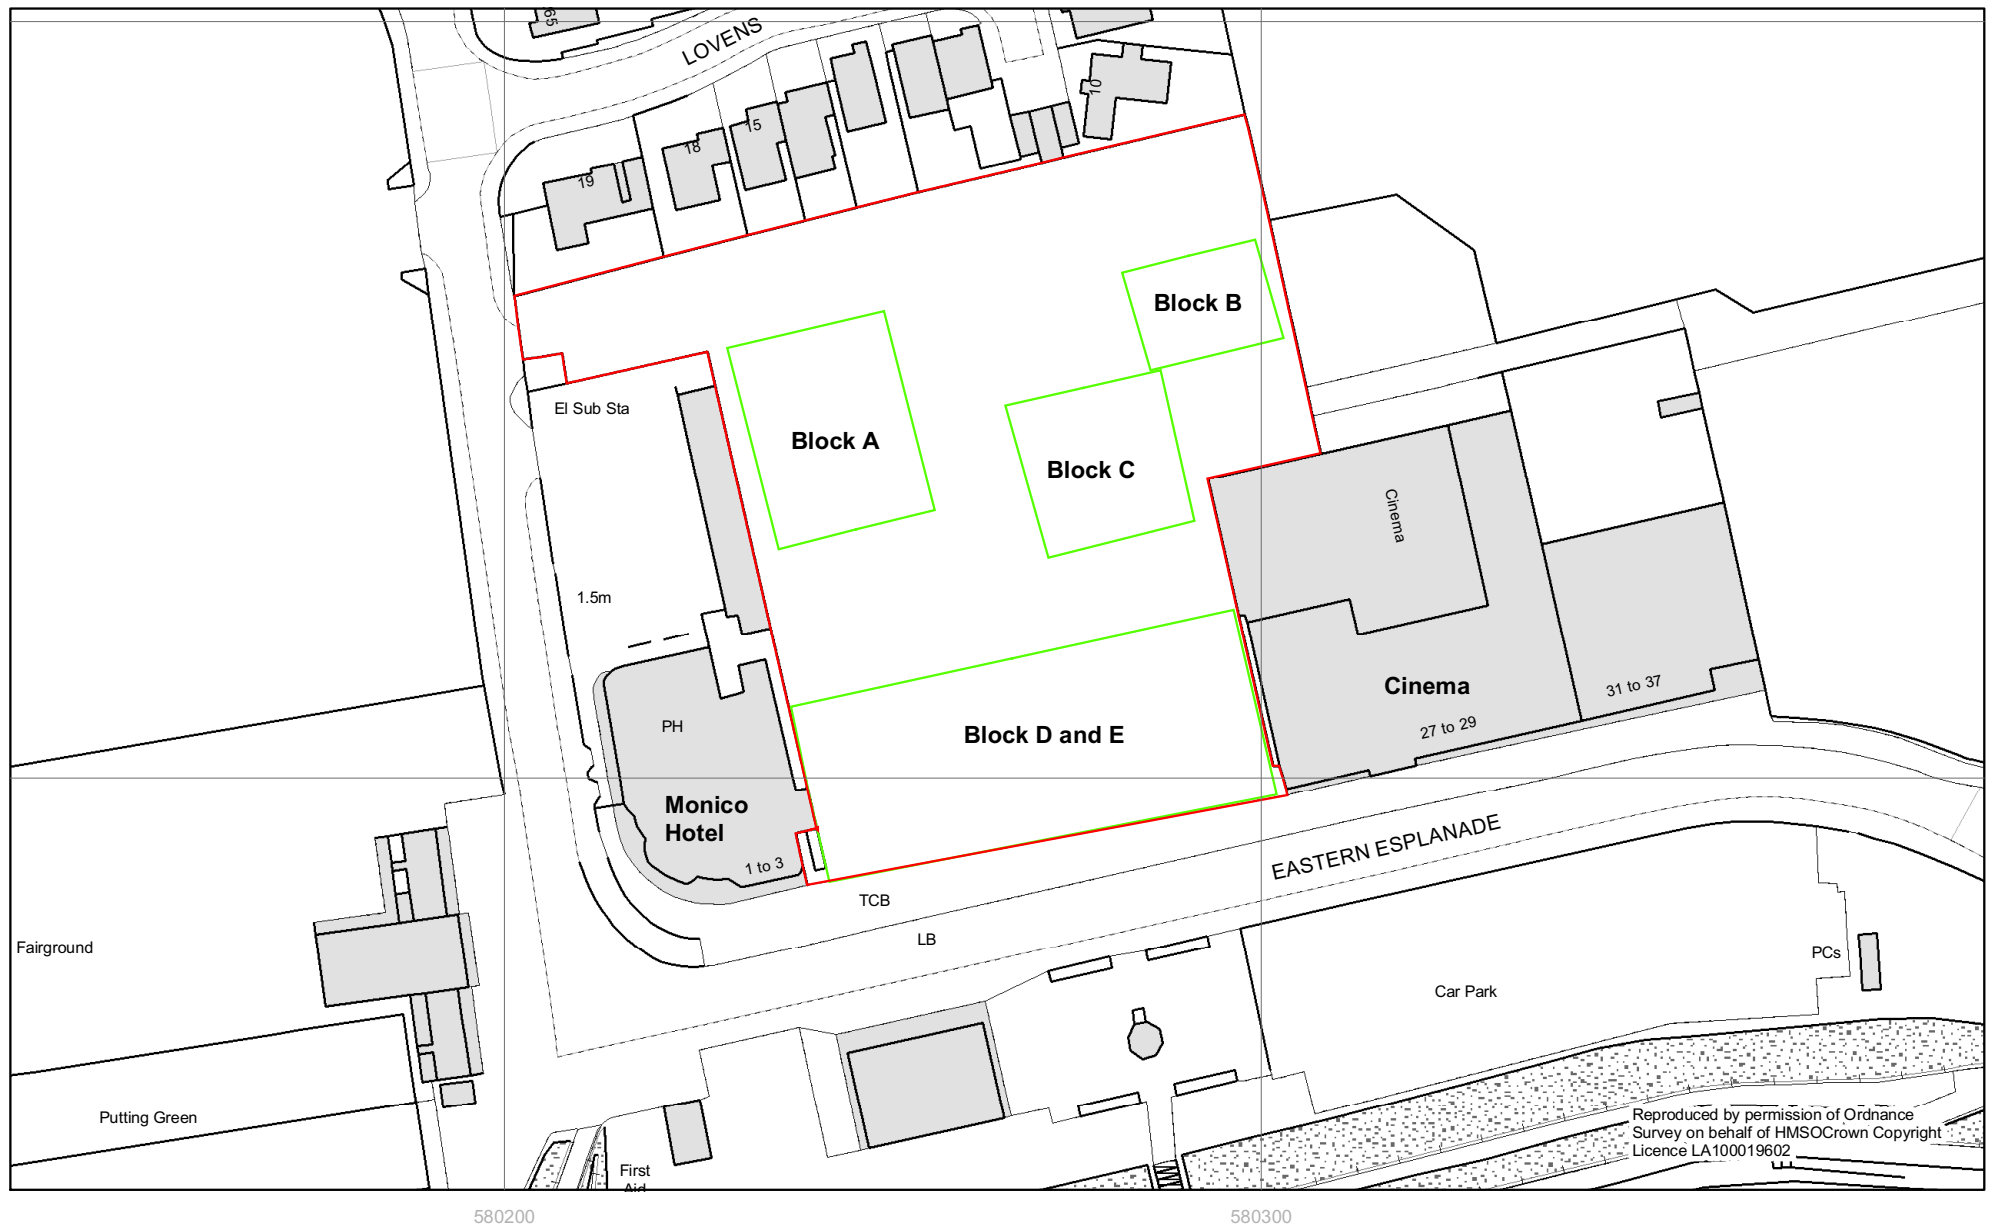 65
LOVENS
10
15
18
19
Block B
El Sub Sta
Block A
Block C
Cinema
1.5m
Cinema
31 to 37
PH
27 to 29
Block D and E
Monico
Hotel
1 to 3
EASTERN ESPLANADE
TCB
LB
Fairground
PCs
Car Park
Putting Green
Reproduced by permission of Ordnance
Survey on behalf of HMSOCrown Copyright
Licence LA100019602
First
Aid
580200
580300